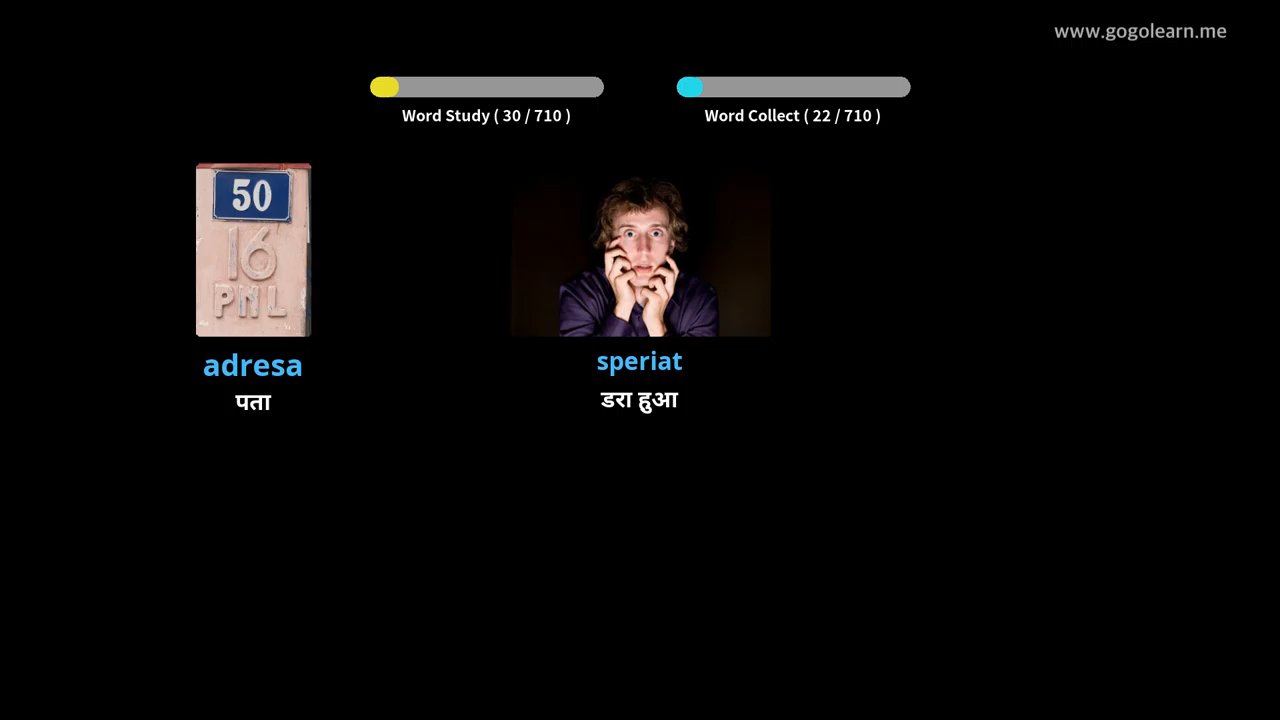 www.gogolearn.me
Word Study ( 30 / 710 )
Word Collect ( 22 / 710 )
50
16
PNL
adresa
पता
speriat
डरा हुआ